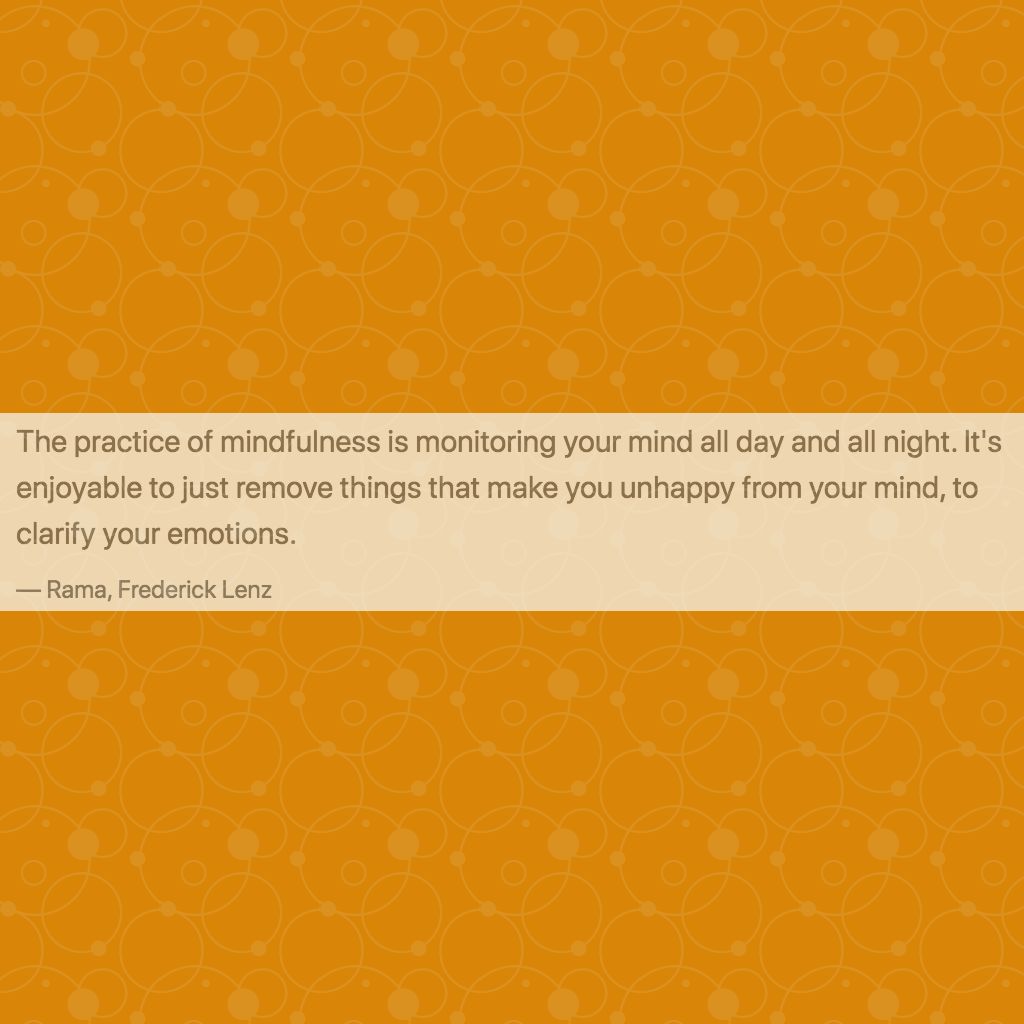 The practice of mindfulness is monitoring your mind all day and all night. It's
enjoyable to just remove things that make you unhappy from your mind, to
clarify your emotions.
— Rama, Frederick Lenz